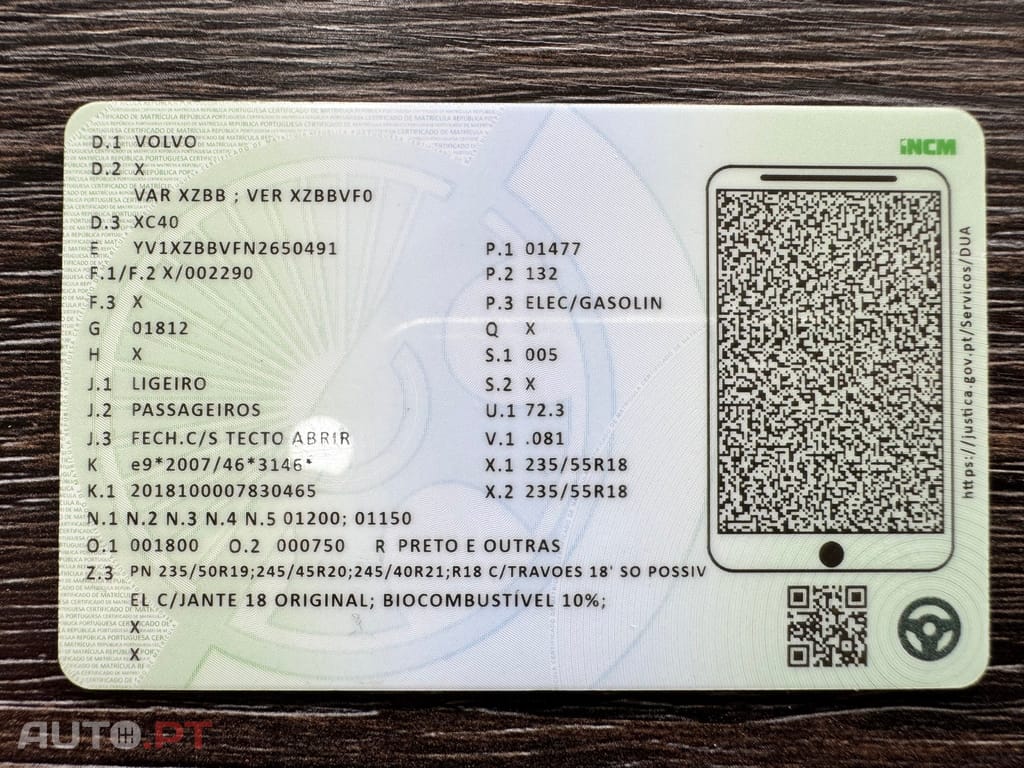 D.1 VOLVO
D.2 X
VAR XZBB ; VER XZBBVF0
D.3 XC40
E YV1XZBBVFN2650491
F.1/F.2 X/002290
F.3 X
G 01812
H X
J.1 LIGEIRO
J.2 PASSAGEIROS
J.3 FECH.C/S TECTO ABRIR
K e9*2007/46*3146*
K.1 2018100007830465
P.1 01477
P.2 132
P.3 ELEC/GASOLIN
Q X
S.1 005
S.2 X
U.1 72.3
V.1 .081
X.1 235/55R18
X.2 235/55R18
N.1 N.2 N.3 N.4 N.5 01200; 01150
O.1 001800 O.2 000750 R PRETO E OUTRAS
Z.3 PN 235/50R19;245/45R20;245/40R21;R18 C/TRAVOES 18' SO POSSIV
EL C/JANTE 18 ORIGINAL; BIOCOMBUSTÍVEL 10%;
X
X
INCM
https://justica.gov.pt/Servicos/DUA
AUTO.PT